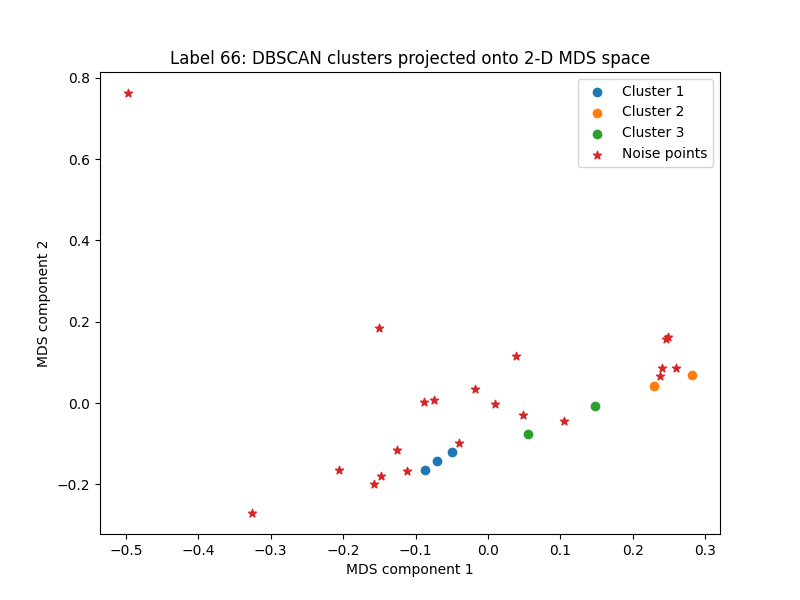 Label 66: DBSCAN clusters projected onto 2-D MDS space
Cluster 1
Cluster 2
Cluster 3
Noise points
MDS component 2
0.8
0.6
0.4
0.2
0.0
−0.2
−0.5
−0.4
−0.3
−0.2
−0.1
0.0
0.1
0.2
0.3
MDS component 1